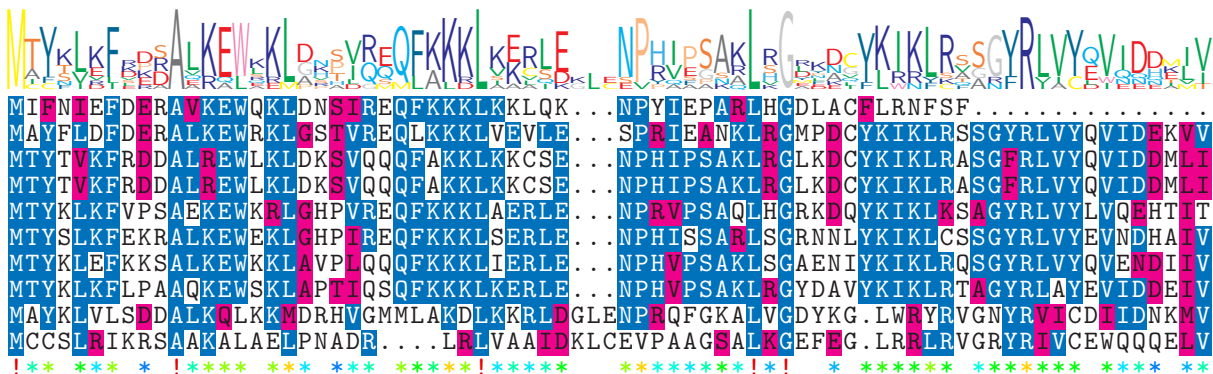 MIFNIEFDERAVKEWQKLDNSIREQFKKKLKKLQK...NPYIEPARLHGDLACFLRNFSF...............
MAYFLDFDERALKEWRKLGSTVREQLKKKLVEVLE...SPRIEANKLRGMPDCYKIKLRSSGYRLVYQVIDEKVV
MTYTVKFRDDALREWLKLDKSVQQQFAKKLKKCSE...NPHIPSAKLRGLKDCYKIKLRASGFRLVYQVIDDMLI
MTYTVKFRDDALREWLKLDKSVQQQFAKKLKKCSE...NPHIPSAKLRGLKDCYKIKLRASGFRLVYQVIDDMLI
MTYKLKFVPSAEKEWKRLGHPVREQFKKKLAERLE...NPRVPSAQLHGRKDQYKIKLKSAGYRLVYLVQEHTIT
MTYSLKFEKRALKEWEKLGHPIREQFKKKLSERLE...NPHISSARLSGRNNLYKIKLCSSGYRLVYEVNDHAIV
MTYKLEFKKSALKEWKKLAVPLQQQFKKKLIERLE...NPHVPSAKLSGAENIYKIKLRQSGYRLVYQVENDIIV
MTYKLKFLPAAQKEWSKLAPTIQSQFKKKLKERLE...NPHVPSAKLRGYDAVYKIKLRTAGYRLAYEVIDDEIV
MAYKLVLSDDALKQLKKMDRHVGMMLAKDLKKRLDGLENPRQFGKALVGDYKG.LWRYRVGNYRVICDIIDNKMV
MCCSLRIKRSAAKALAELPNADR....LRLVAAIDKLCEVPAAGSALKGEFEG.LRRLRVGRYRIVCEWQQQELV